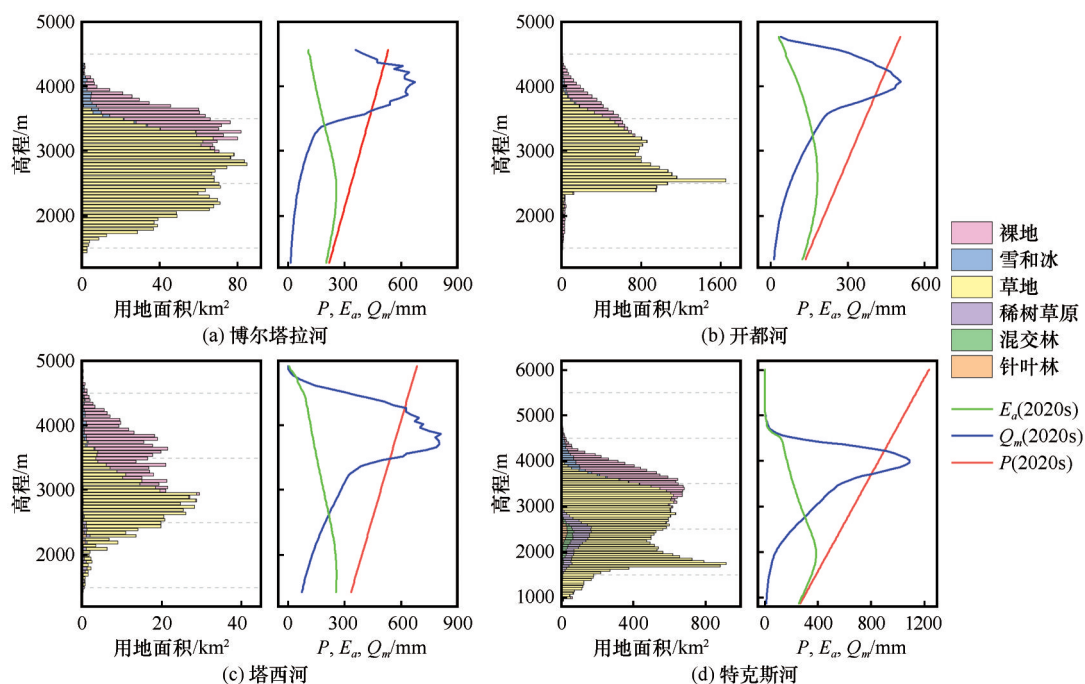 5000
4000
3000
2000
高程/m
0 40 80
用地面积/km²
0 300 600 900
P, Eₐ, Qₘ/mm
(a) 博尔塔拉河
5000
4000
3000
2000
高程/m
0 800 1600
用地面积/km²
0 300 600
P, Eₐ, Qₘ/mm
(b) 开都河
5000
4000
3000
2000
高程/m
0 20 40
用地面积/km²
0 300 600 900
P, Eₐ, Qₘ/mm
(c) 塔西河
6000
5000
4000
3000
2000
1000
高程/m
0 400 800
用地面积/km²
0 400 800 1200
P, Eₐ, Qₘ/mm
(d) 特克斯河
裸地
雪和冰
草地
稀树草原
混交林
针叶林
Eₐ(2020s)
Qₘ(2020s)
P(2020s)